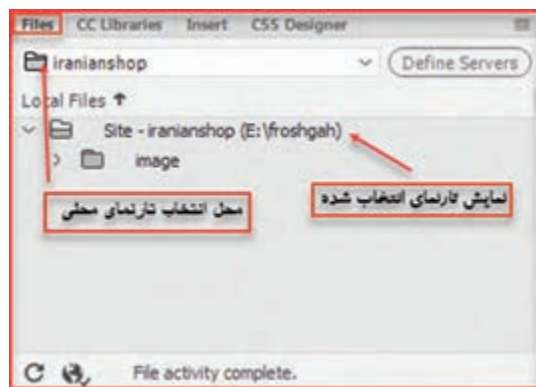 Files CC Libraries Insert CSS Designer
iranianshop Define Servers
Local Files ↑
Site - iranianshop (E:\froshgah)
image
نمایش تارنمای انتخاب شده
محل انتخاب تارنمای محلی
File activity complete.